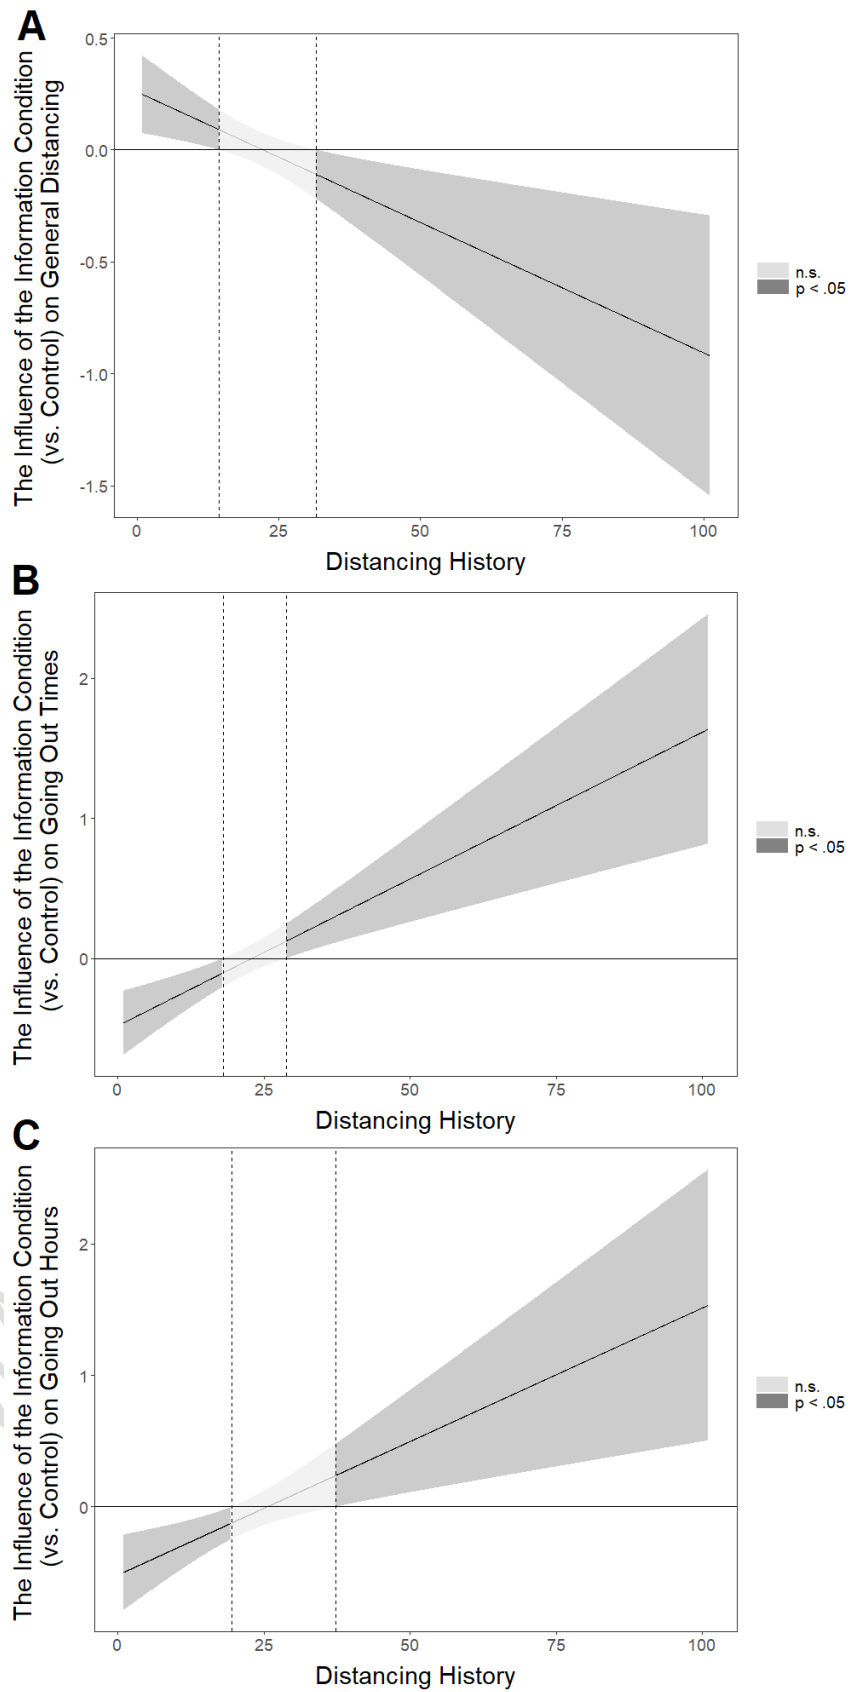 A
The Influence of the Information Condition
(vs. Control) on General Distancing
0.5
0.0
-0.5
-1.0
-1.5
0 25 50 75 100
Distancing History
n.s.
p < .05
B
The Influence of the Information Condition
(vs. Control) on Going Out Times
2
1
0
0 25 50 75 100
Distancing History
n.s.
p < .05
C
The Influence of the Information Condition
(vs. Control) on Going Out Hours
2
1
0
0 25 50 75 100
Distancing History
n.s.
p < .05